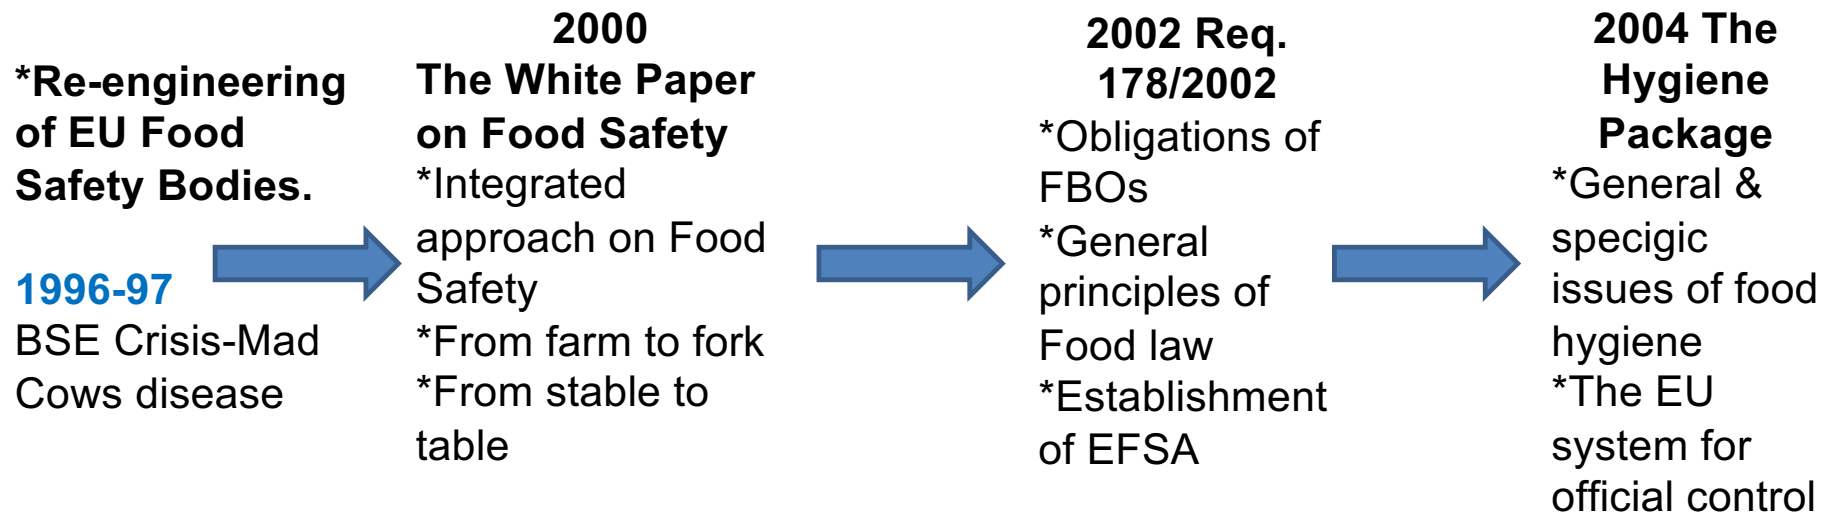 *Re-engineering
of EU Food
Safety Bodies.
1996-97
BSE Crisis-Mad
Cows disease
2000
The White Paper
on Food Safety
*Integrated
approach on Food
Safety
*From farm to fork
*From stable to
table
2002 Req.
178/2002
*Obligations of
FBOs
*General
principles of
Food law
*Establishment
of EFSA
2004 The
Hygiene
Package
*General &
specigic
issues of food
hygiene
*The EU
system for
official control